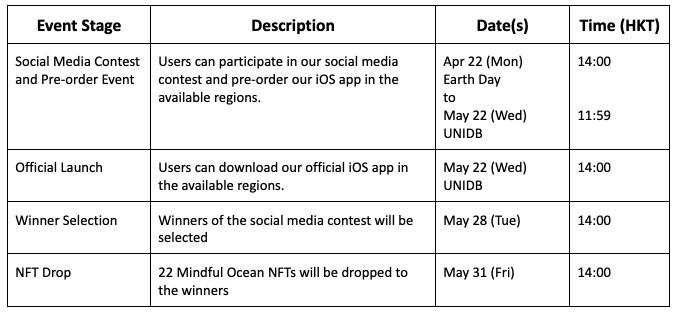 Event Stage Description Date(s) Time (HKT)
Social Media Contest Users can participate in our social media Apr 22 (Mon) 14:00
and Pre-order Event contest and pre-order our iOS app in the Earth Day
available regions. to
May 22 (Wed) 11:59
UNIDB
Official Launch Users can download our official iOS app in May 22 (Wed) 14:00
the available regions. UNIDB
Winner Selection Winners of the social media contest will be May 28 (Tue) 14:00
selected
NFT Drop 22 Mindful Ocean NFTs will be dropped to May 31 (Fri) 14:00
the winners